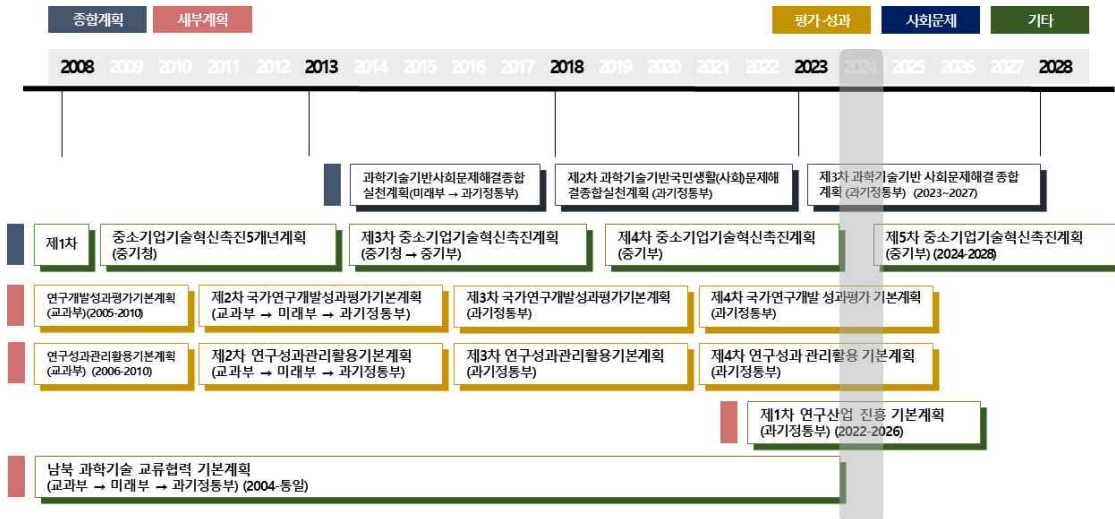 종합계획 세부계획 평가·성과 사회문제 기타
2008 2009 2010 2011 2012 2013 2014 2015 2016 2017 2018 2019 2020 2021 2022 2023 2024 2025 2026 2027 2028
과학기술기반사회문제해결종합
실천계획(미래부 → 과기정통부)
제2차 과학기술기반국민생활(사회)문제해
결종합실천계획 (과기정통부)
제3차 과학기술기반 사회문제해결 종합
계획 (과기정통부) (2023~2027)
제1차
중소기업기술혁신촉진5개년계획
(중기청)
제3차 중소기업기술혁신촉진계획
(중기청 → 중기부)
제4차 중소기업기술혁신촉진계획
(중기부)
제5차 중소기업기술혁신촉진계획
(중기부) (2024-2028)
연구개발성과평가기본계획
(교과부)(2005-2010)
제2차 국가연구개발성과평가기본계획
(교과부 → 미래부 → 과기정통부)
제3차 국가연구개발성과평가기본계획
(과기정통부)
제4차 국가연구개발 성과평가 기본계획
(과기정통부)
연구성과관리활용기본계획
(교과부) (2006-2010)
제2차 연구성과관리활용기본계획
(교과부 → 미래부 → 과기정통부)
제3차 연구성과관리활용기본계획
(과기정통부)
제4차 연구성과 관리활용 기본계획
(과기정통부)
제1차 연구산업 진흥 기본계획
(과기정통부) (2022-2026)
남북 과학기술 교류협력 기본계획
(교과부 → 미래부 → 과기정통부) (2004-통일)